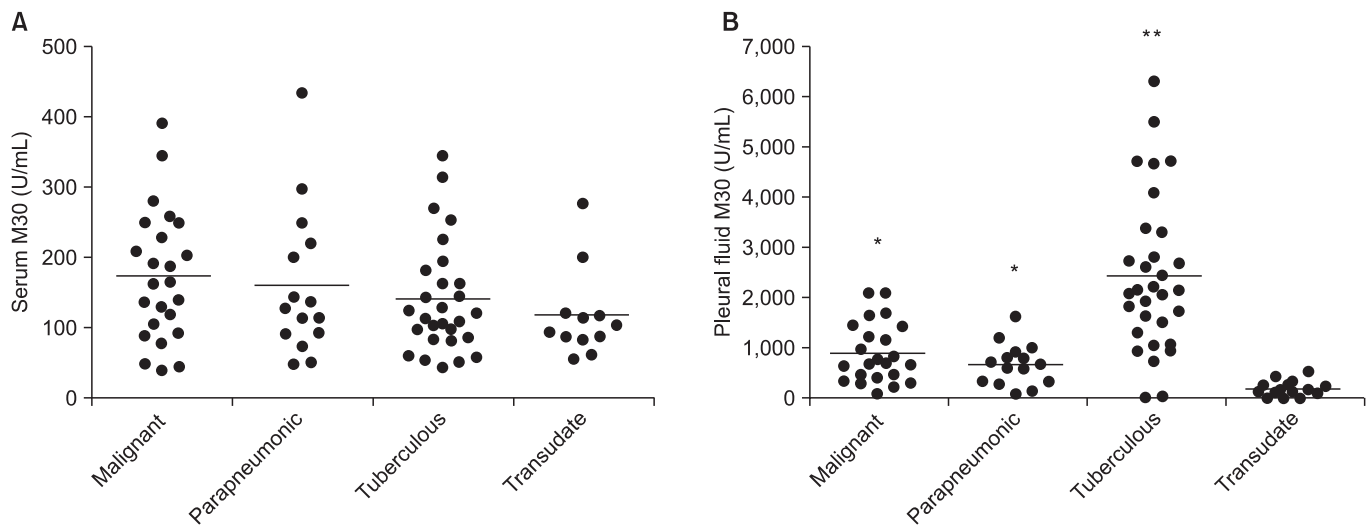 A
500
400
300
200
100
0
Serum M30 (U/mL)
Malignant
Parapneumonic
Tuberculous
Transudate
B
7,000
6,000
5,000
4,000
3,000
2,000
1,000
0
Pleural fluid M30 (U/mL)
*
*
**
Malignant
Parapneumonic
Tuberculous
Transudate